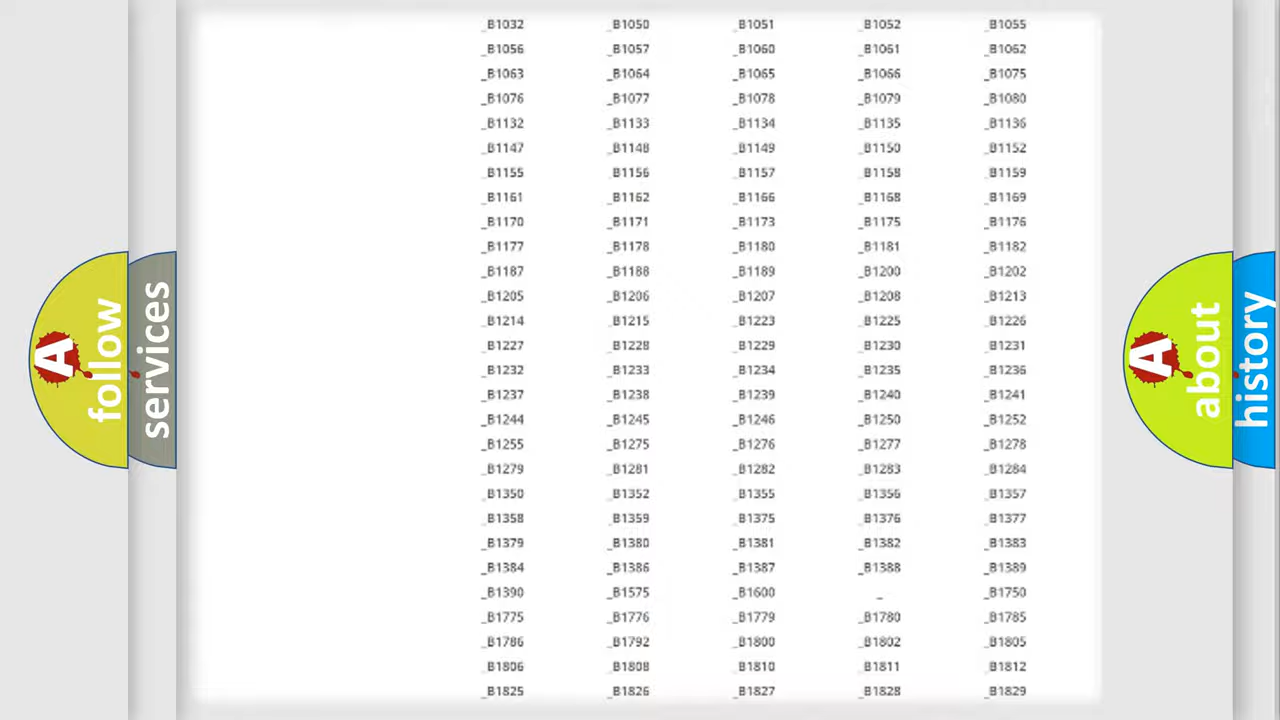 _B1032 _B1050 _B1051 _B1052 _B1055
_B1056 _B1057 _B1060 _B1061 _B1062
_B1063 _B1064 _B1065 _B1066 _B1075
_B1076 _B1077 _B1078 _B1079 _B1080
_B1132 _B1133 _B1134 _B1135 _B1136
_B1147 _B1148 _B1149 _B1150 _B1152
_B1155 _B1156 _B1157 _B1158 _B1159
_B1161 _B1162 _B1166 _B1168 _B1169
_B1170 _B1171 _B1173 _B1175 _B1176
_B1177 _B1178 _B1180 _B1181 _B1182
_B1187 _B1188 _B1189 _B1200 _B1202
_B1205 _B1206 _B1207 _B1208 _B1213
_B1214 _B1215 _B1223 _B1225 _B1226
_B1227 _B1228 _B1229 _B1230 _B1231
_B1232 _B1233 _B1234 _B1235 _B1236
_B1237 _B1238 _B1239 _B1240 _B1241
_B1244 _B1245 _B1246 _B1250 _B1252
_B1255 _B1275 _B1276 _B1277 _B1278
_B1279 _B1281 _B1282 _B1283 _B1284
_B1350 _B1352 _B1355 _B1356 _B1357
_B1358 _B1359 _B1375 _B1376 _B1377
_B1379 _B1380 _B1381 _B1382 _B1383
_B1384 _B1386 _B1387 _B1388 _B1389
_B1390 _B1575 _B1600 _ _B1750
_B1775 _B1776 _B1779 _B1780 _B1785
_B1786 _B1792 _B1800 _B1802 _B1805
_B1806 _B1808 _B1810 _B1811 _B1812
_B1825 _B1826 _B1827 _B1828 _B1829
A follow
services
A about
history